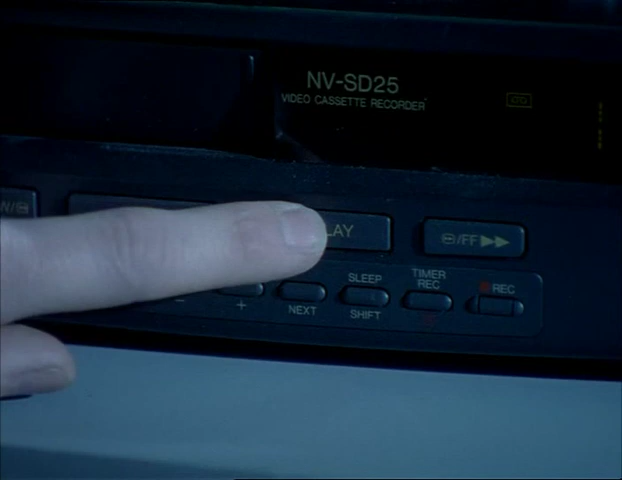 NV-SD25
VIDEO CASSETTE RECORDER
LAY
/FF
SLEEP
TIMER
REC
REC
− + NEXT
SHIFT